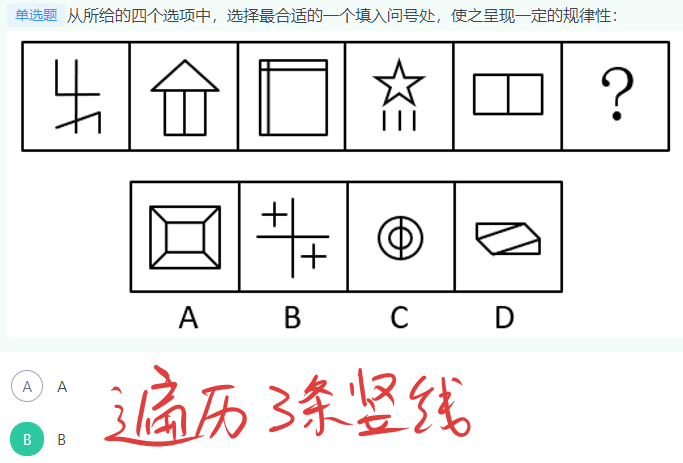 单选题 从所给的四个选项中，选择最合适的一个填入问号处，使之呈现一定的规律性：
?
A B C D
A A
B B
遍历3条竖线